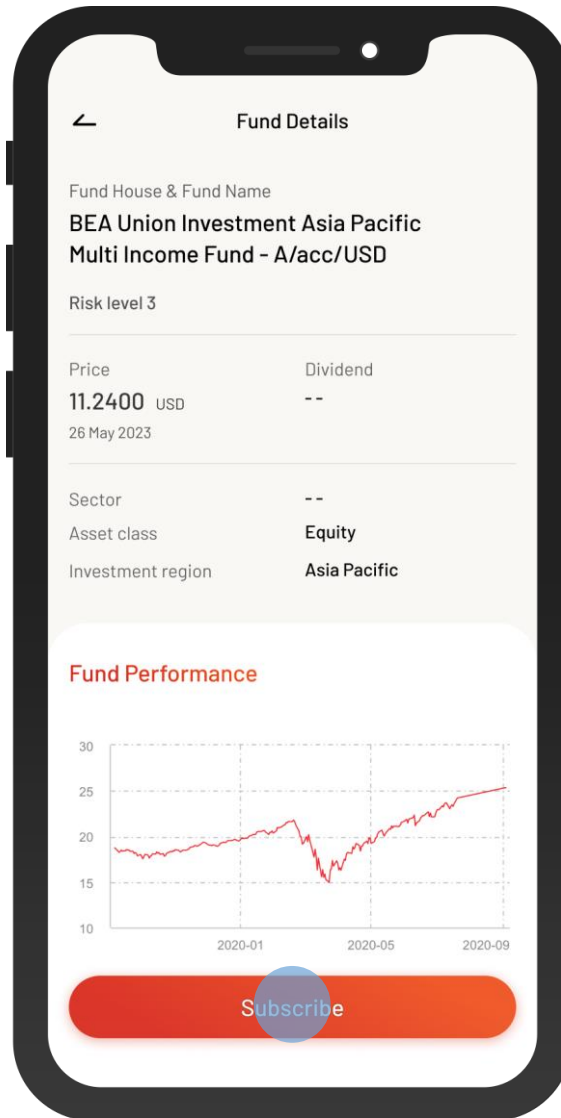 Fund Details
Fund House & Fund Name
BEA Union Investment Asia Pacific
Multi Income Fund - A/acc/USD
Risk level 3
Price Dividend
11.2400 USD --
26 May 2023
Sector --
Asset class Equity
Investment region Asia Pacific
Fund Performance
30
25
20
15
10
2020-01 2020-05 2020-09
Subscribe